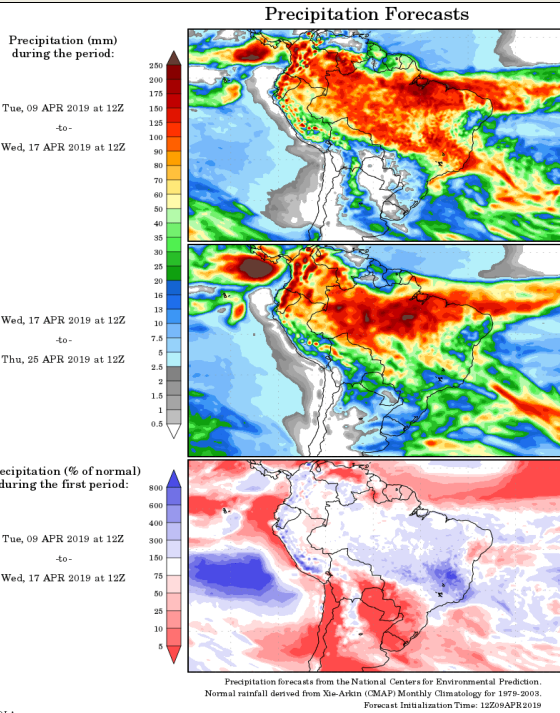 Precipitation Forecasts
Precipitation (mm)
during the period:
Tue, 09 APR 2019 at 12Z
-to-
Wed, 17 APR 2019 at 12Z
250
200
175
150
125
100
90
80
70
60
50
40
35
30
25
20
16
13
10
7.5
5
2.5
2
1.5
1
0.5
Wed, 17 APR 2019 at 12Z
-to-
Thu, 25 APR 2019 at 12Z
ecipitation (% of normal)
during the first period:
Tue, 09 APR 2019 at 12Z
-to-
Wed, 17 APR 2019 at 12Z
800
600
400
300
150
75
50
25
10
5
Precipitation forecasts from the National Centers for Environmental Prediction.
Normal rainfall derived from Xie-Arkin (CMAP) Monthly Climatology for 1979-2003.
Forecast Initialization Time: 12Z09APR2019